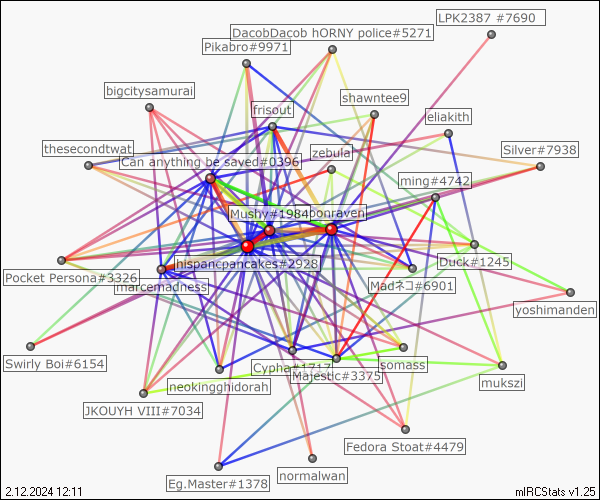 LPK2387 #7690
DacobDacob hORNY police#5271
Pikabro#9971
bigcitysamurai
shawntee9
frisout
eliakith
thesecondtwat
zebula
Silver#7938
Can anything be saved#0396
ming#4742
Mushy#1984
bonraven
hispancpancakes#2928
Duck#1245
Pocket Persona#3326
marcemadness
Madネコ#6901
yoshimanden
Swirly Boi#6154
Cypha#1717
somass
Majestic#3375
neokingghidorah
mukszi
JKOUYH VIII#7034
Fedora Stoat#4479
normalwan
Eg.Master#1378
2.12.2024 12:11
mIRCStats v1.25